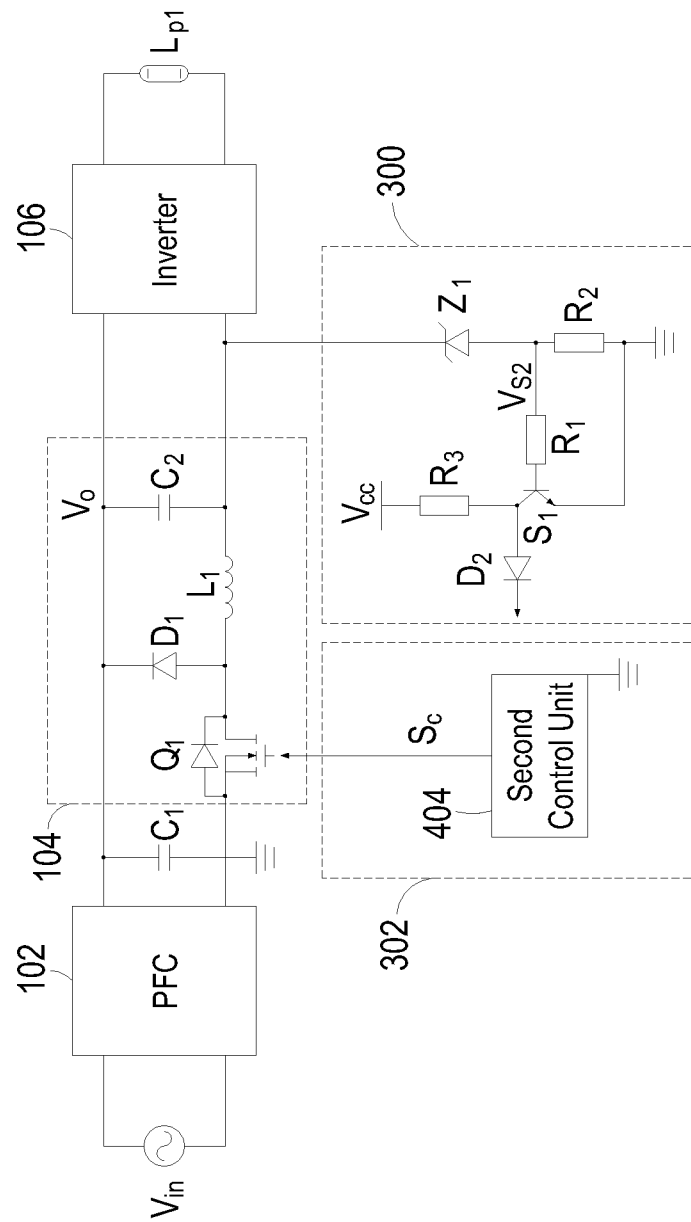 V_in
102
PFC
C_1
104
Q_1
D_1
L_1
C_2
V_o
106
Inverter
L_p1
302
404
Second
Control Unit
S_c
300
V_cc
R_3
D_2
S_1
R_1
V_S2
Z_1
R_2